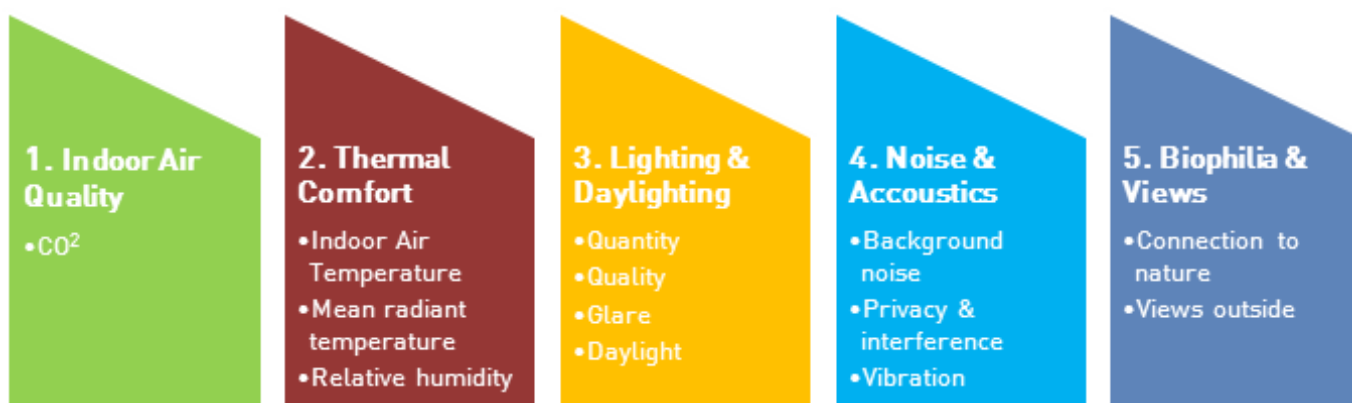 1. Indoor Air
Quality
•CO²
2. Thermal
Comfort
•Indoor Air
Temperature
•Mean radiant
temperature
•Relative humidity
3. Lighting &
Daylighting
•Quantity
•Quality
•Glare
•Daylight
4. Noise &
Accoustics
•Background
noise
•Privacy &
interference
•Vibration
5. Biophilia &
Views
•Connection to
nature
•Views outside